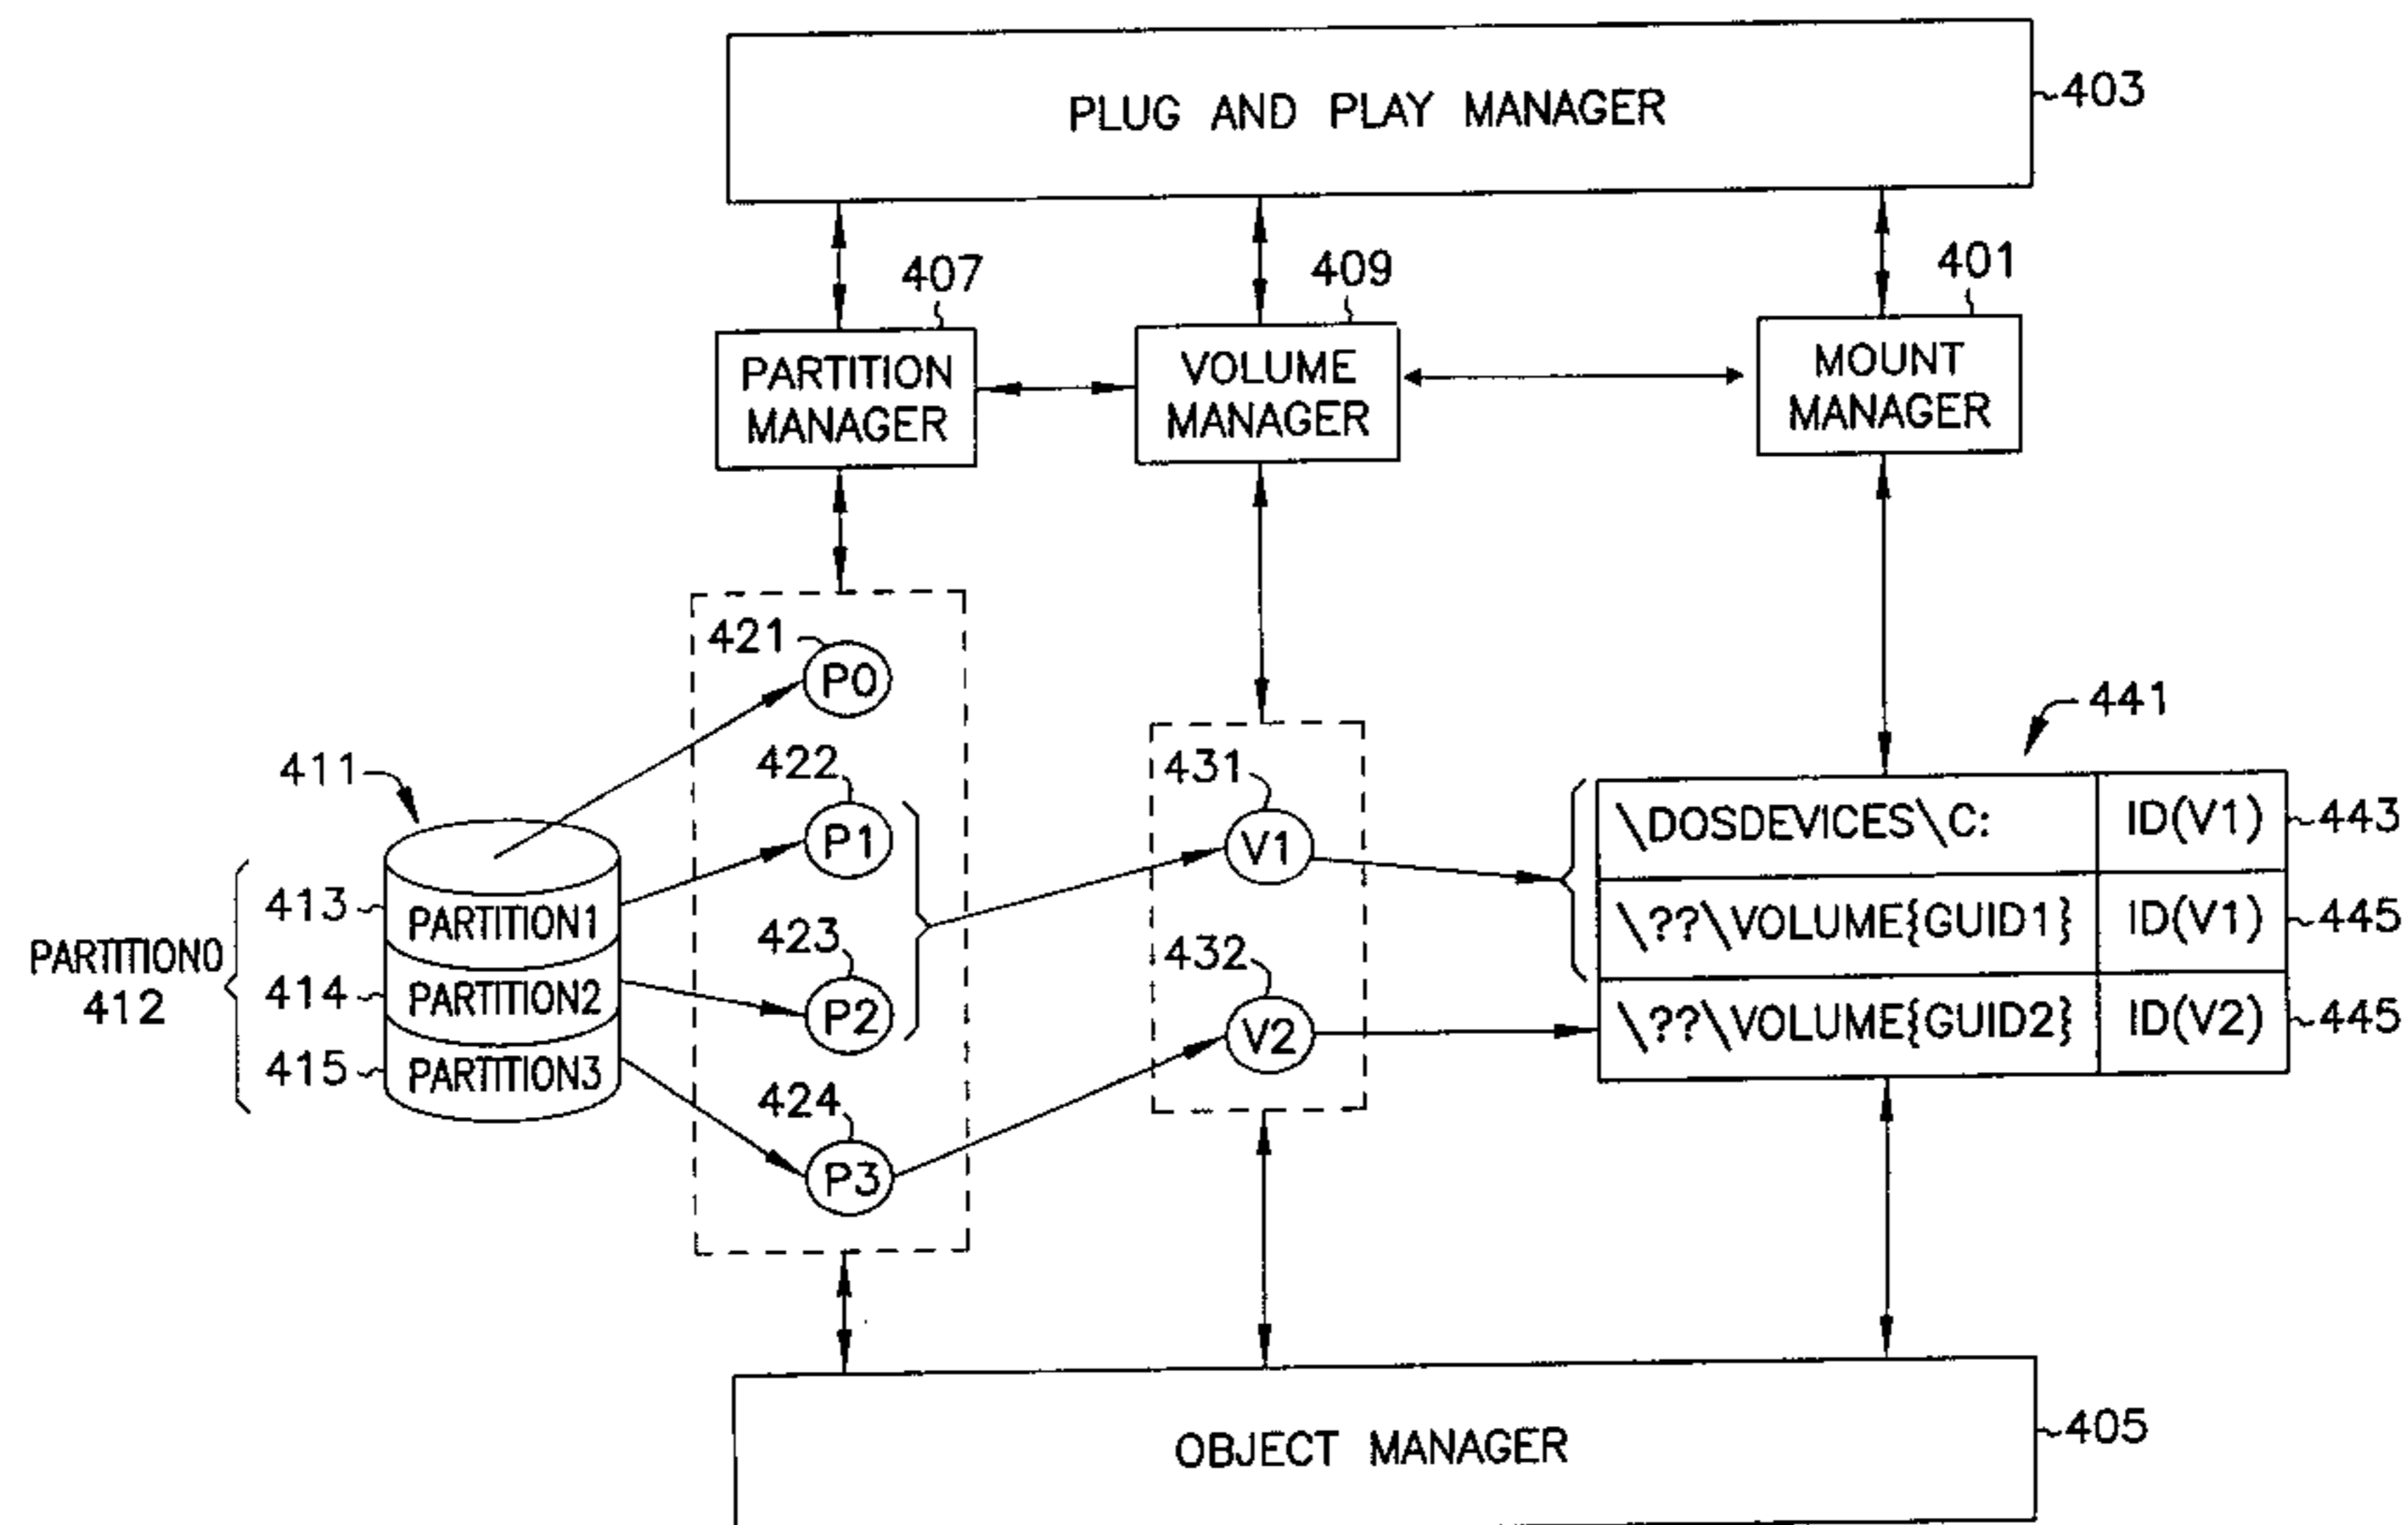 PLUG AND PLAY MANAGER
403
407
409
401
PARTITION
MANAGER
VOLUME
MANAGER
MOUNT
MANAGER
421
P0
422
P1
423
P2
424
P3
411
413
PARTITION1
414
PARTITION2
415
PARTITION3
PARTITION0
412
431
V1
432
V2
441
\DOSDEVICES\C: ID(V1) 443
\??\VOLUME{GUID1} ID(V1) 445
\??\VOLUME{GUID2} ID(V2) 445
OBJECT MANAGER
405